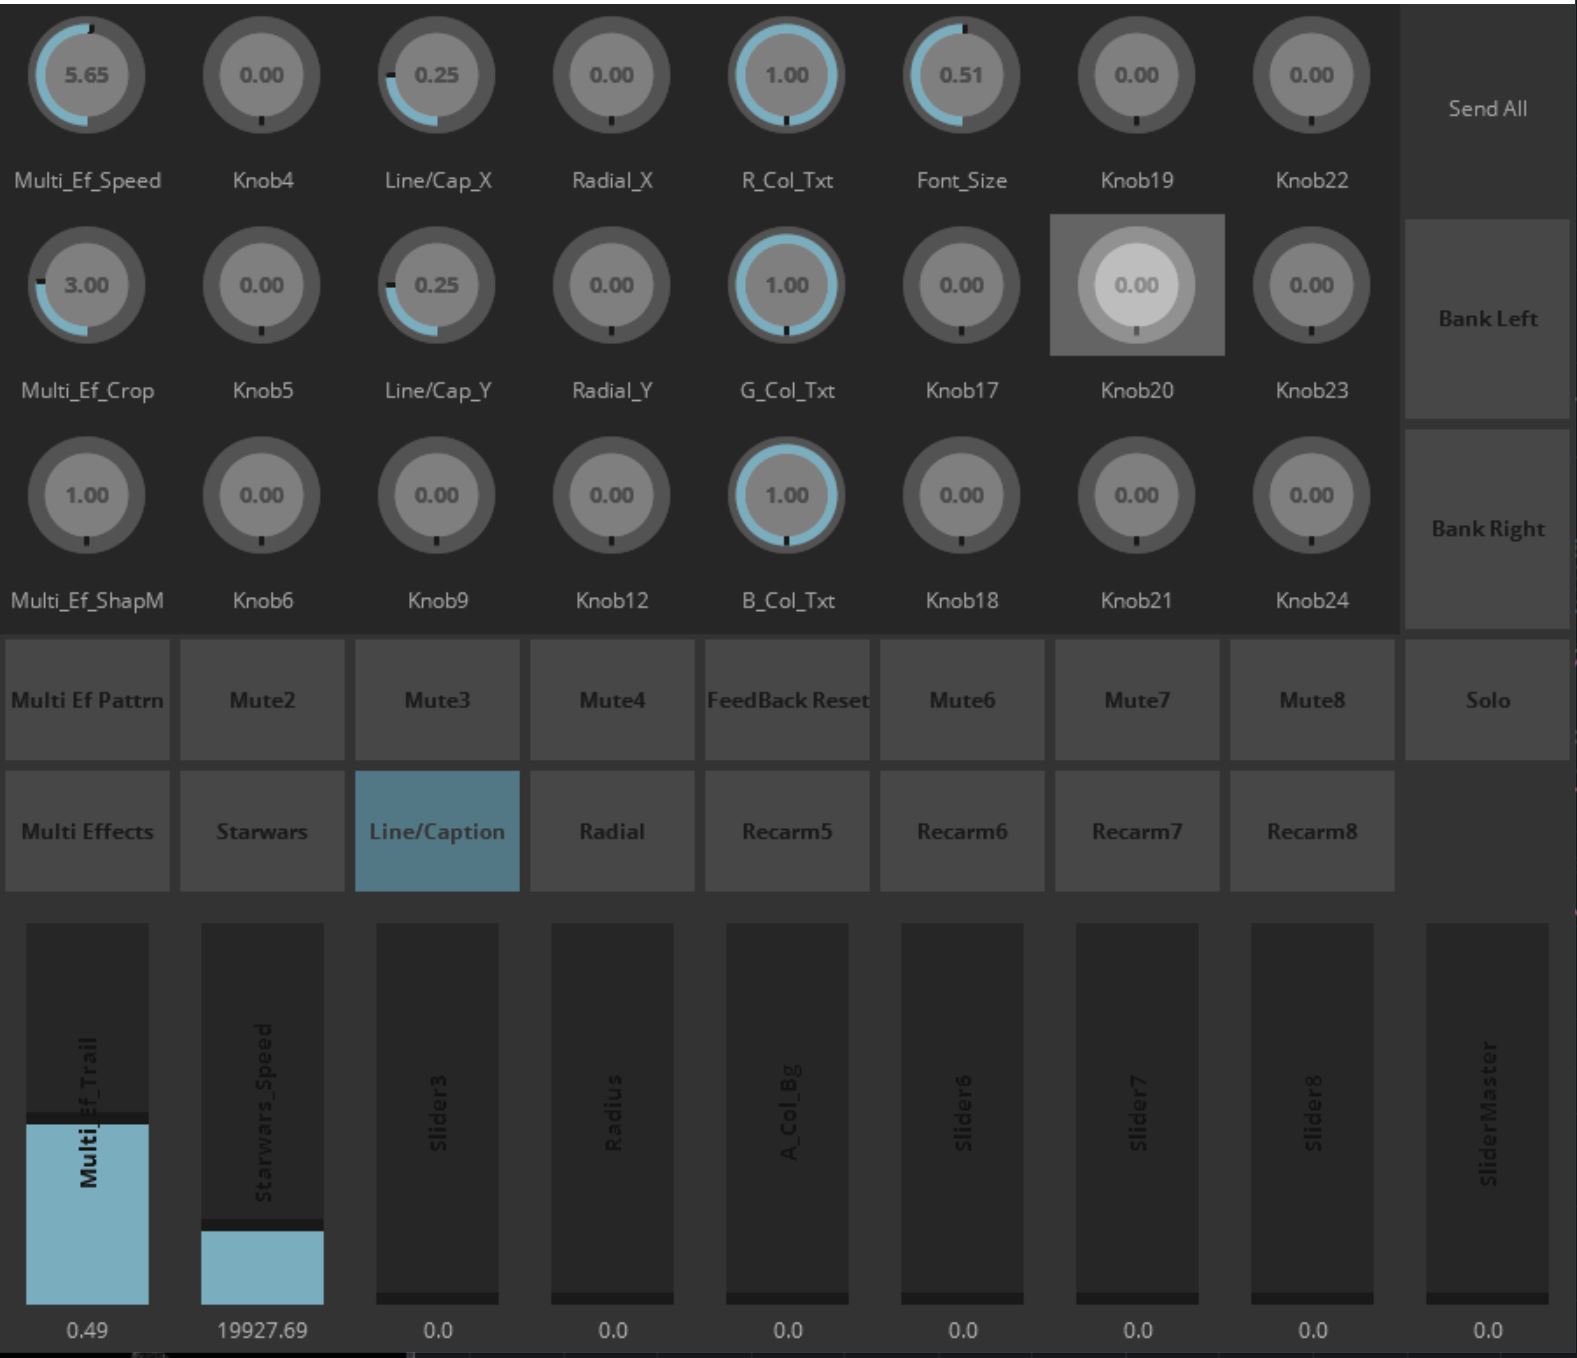 5.65 0.00 0.25 0.00 1.00 0.51 0.00 0.00
Send All
Multi_Ef_Speed Knob4 Line/Cap_X Radial_X R_Col_Txt Font_Size Knob19 Knob22
3.00 0.00 0.25 0.00 1.00 0.00 0.00 0.00
Bank Left
Multi_Ef_Crop Knob5 Line/Cap_Y Radial_Y G_Col_Txt Knob17 Knob20 Knob23
1.00 0.00 0.00 0.00 1.00 0.00 0.00 0.00
Bank Right
Multi_Ef_ShapM Knob6 Knob9 Knob12 B_Col_Txt Knob18 Knob21 Knob24
Multi Ef Pattrn Mute2 Mute3 Mute4 FeedBack Reset Mute6 Mute7 Mute8 Solo
Multi Effects Starwars Line/Caption Radial Recarm5 Recarm6 Recarm7 Recarm8
Multi_Ef_Trail Starwars_Speed Slider3 Radius A_Col_Bg Slider6 Slider7 Slider8 SliderMaster
0.49 19927.69 0.0 0.0 0.0 0.0 0.0 0.0 0.0